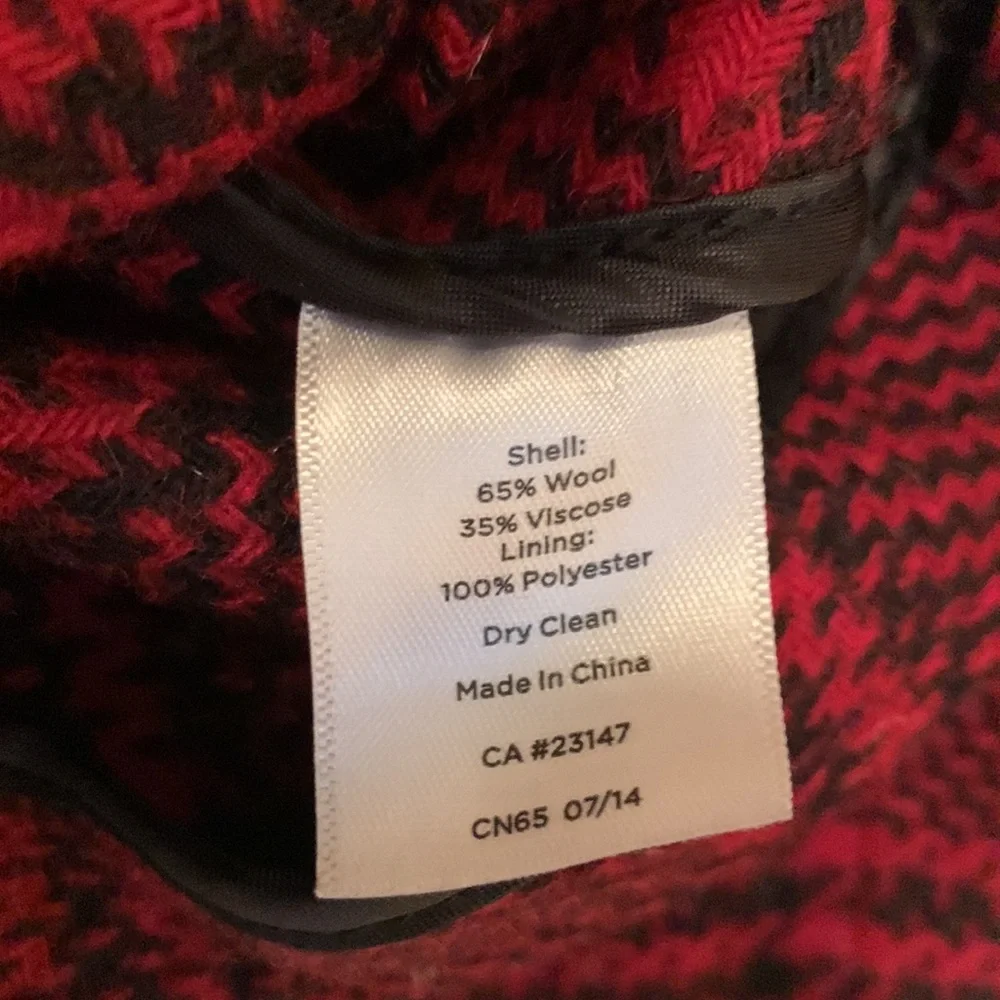 Shell:
65% Wool
35% Viscose
Lining:
100% Polyester
Dry Clean
Made In China
CA #23147
CN65 07/14